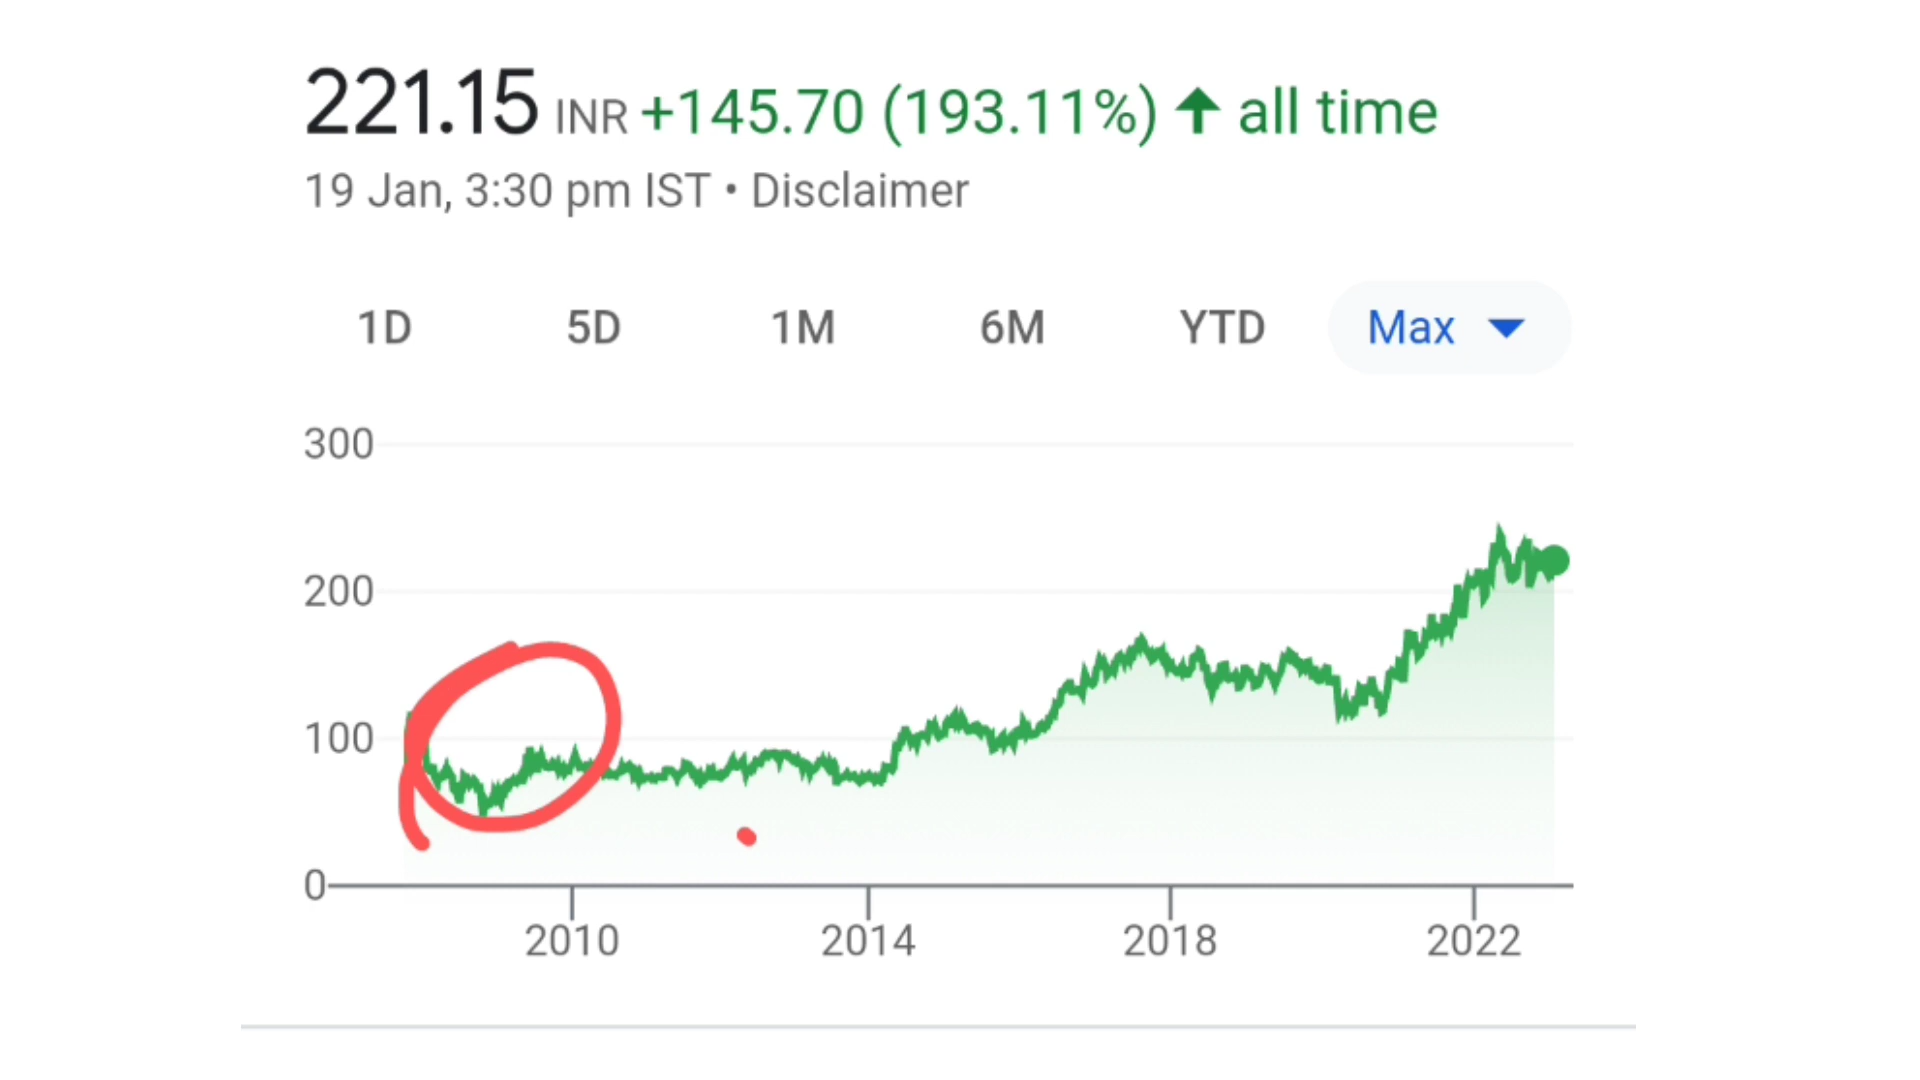 221.15 INR +145.70 (193.11%) ↑ all time
19 Jan, 3:30 pm IST • Disclaimer
1D 5D 1M 6M YTD Max
300
200
100
0
2010 2014 2018 2022